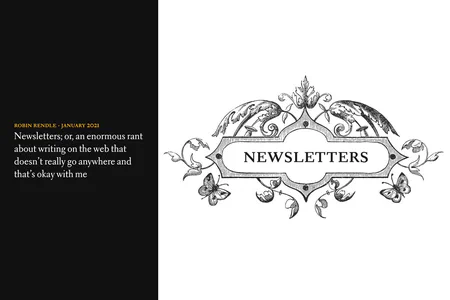 ROBIN RENDLE · JANUARY 2021
Newsletters; or, an enormous rant
about writing on the web that
doesn’t really go anywhere and
that’s okay with me
NEWSLETTERS